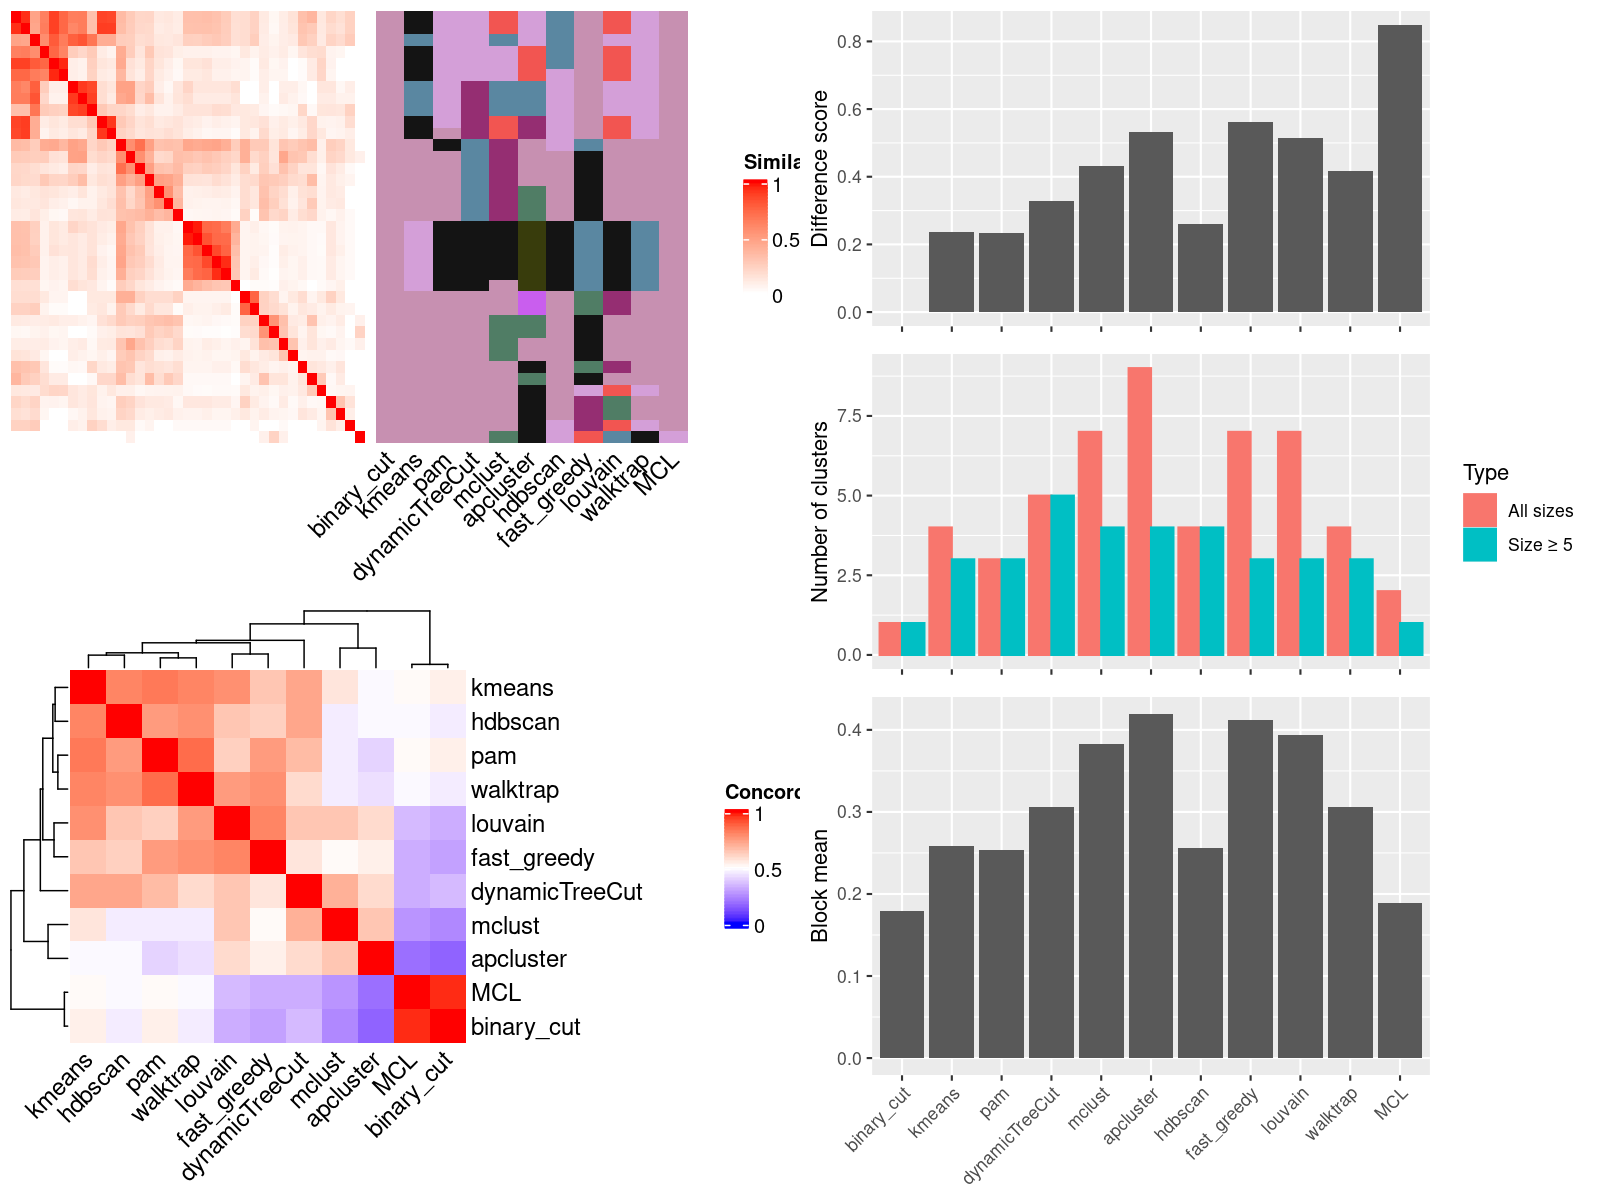 Simila
1
0.5
0
binary_cut
kmeans
pam
dynamicTreeCut
mclust
apcluster
hdbscan
fast_greedy
louvain
walktrap
MCL
Difference score
0.8
0.6
0.4
0.2
0.0
Number of clusters
7.5
5.0
2.5
0.0
Type
All sizes
Size ≥ 5
kmeans
hdbscan
pam
walktrap
louvain
fast_greedy
dynamicTreeCut
mclust
apcluster
MCL
binary_cut
kmeans
hdbscan
pam
walktrap
louvain
fast_greedy
dynamicTreeCut
mclust
apcluster
MCL
binary_cut
Concord
1
0.5
0
Block mean
0.4
0.3
0.2
0.1
0.0
binary_cut
kmeans
pam
dynamicTreeCut
mclust
apcluster
hdbscan
fast_greedy
louvain
walktrap
MCL